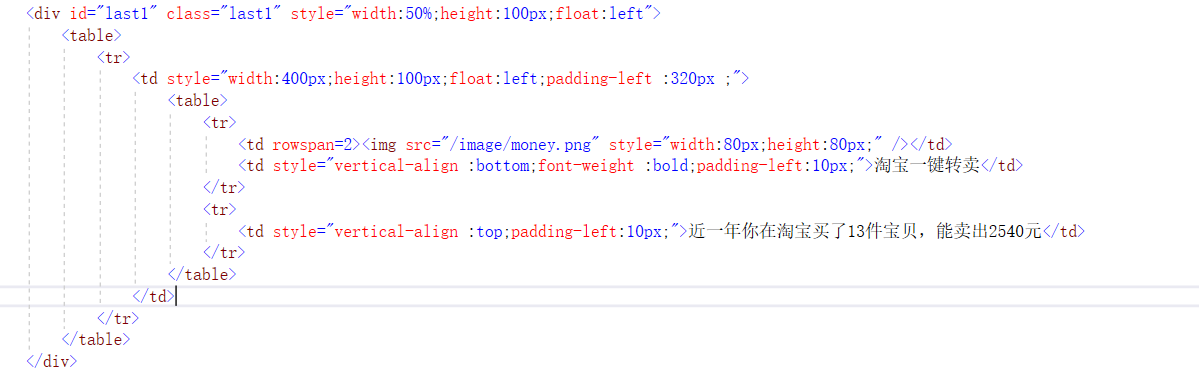 <div id="last1" class="last1" style="width:50%;height:100px;float:left">
<table>
<tr>
<td style="width:400px;height:100px;float:left;padding-left :320px ;">
<table>
<tr>
<td rowspan=2><img src="/image/money.png" style="width:80px;height:80px;" /></td>
<td style="vertical-align :bottom;font-weight :bold;padding-left:10px;">淘宝一键转卖</td>
</tr>
<tr>
<td style="vertical-align :top;padding-left:10px;">近一年你在淘宝买了13件宝贝，能卖出2540元</td>
</tr>
</table>
</td>
</tr>
</table>
</div>